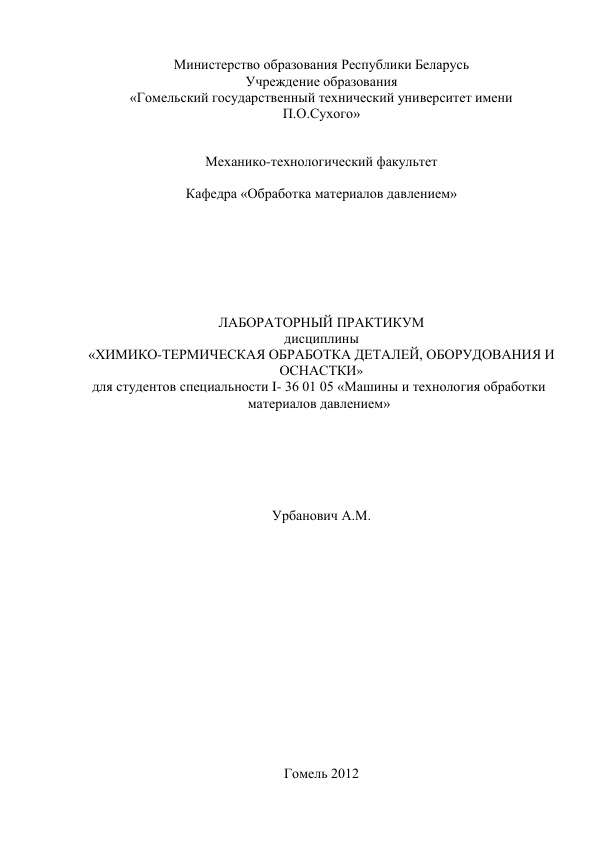 Министерство образования Республики Беларусь
Учреждение образования
«Гомельский государственный технический университет имени
П.О.Сухого»
Механико-технологический факультет
Кафедра «Обработка материалов давлением»
ЛАБОРАТОРНЫЙ ПРАКТИКУМ
дисциплины
«ХИМИКО-ТЕРМИЧЕСКАЯ ОБРАБОТКА ДЕТАЛЕЙ, ОБОРУДОВАНИЯ И
ОСНАСТКИ»
для студентов специальности I- 36 01 05 «Машины и технология обработки
материалов давлением»
Урбанович А.М.
Гомель 2012